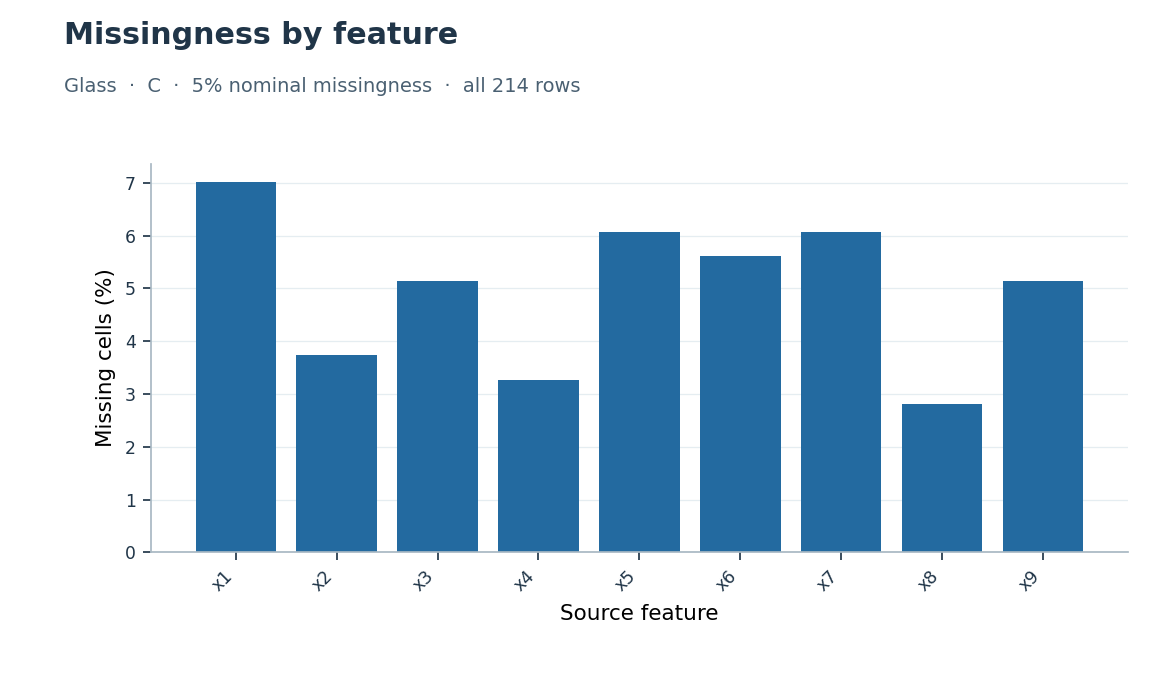 Missingness by feature
Glass · C · 5% nominal missingness · all 214 rows
7
6
5
4
3
2
1
0
Missing cells (%)
x1 x2 x3 x4 x5 x6 x7 x8 x9
Source feature